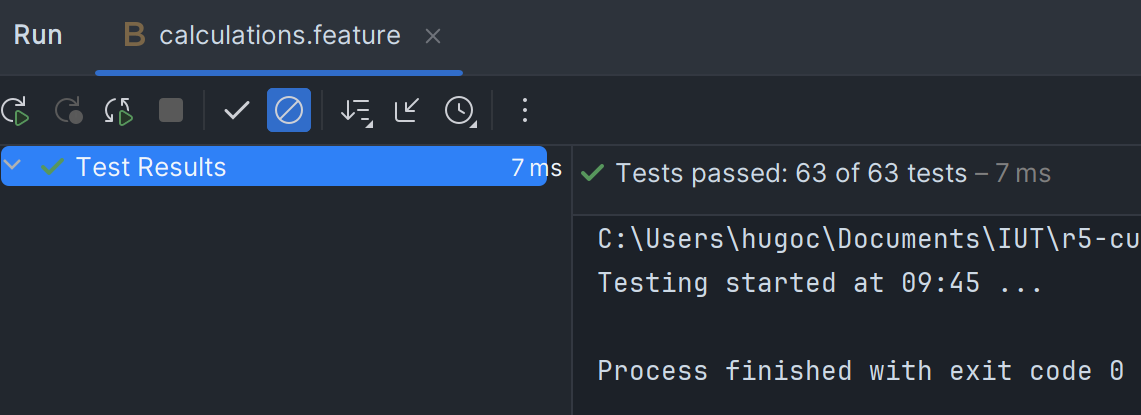 Run
B calculations.feature
Test Results 7 ms
Tests passed: 63 of 63 tests – 7 ms
C:\Users\hugoc\Documents\IUT\r5-cu
Testing started at 09:45 ...
Process finished with exit code 0